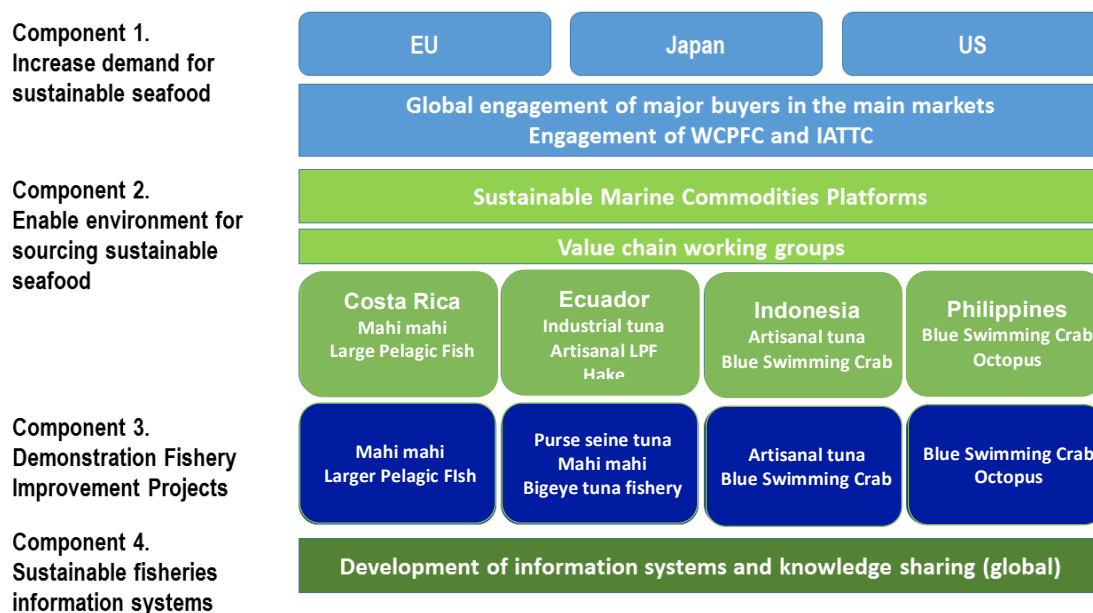 Component 1.
Increase demand for
sustainable seafood
EU
Japan
US
Global engagement of major buyers in the main markets
Engagement of WCPFC and IATTC
Component 2.
Enable environment for
sourcing sustainable
seafood
Sustainable Marine Commodities Platforms
Value chain working groups
Costa Rica
Mahi mahi
Large Pelagic Fish
Ecuador
Industrial tuna
Artisanal LPF
Hake
Indonesia
Artisanal tuna
Blue Swimming Crab
Philippines
Blue Swimming Crab
Octopus
Component 3.
Demonstration Fishery
Improvement Projects
Mahi mahi
Larger Pelagic FIsh
Purse seine tuna
Mahi mahi
Bigeye tuna fishery
Artisanal tuna
Blue Swimming Crab
Blue Swimming Crab
Octopus
Component 4.
Sustainable fisheries
information systems
Development of information systems and knowledge sharing (global)